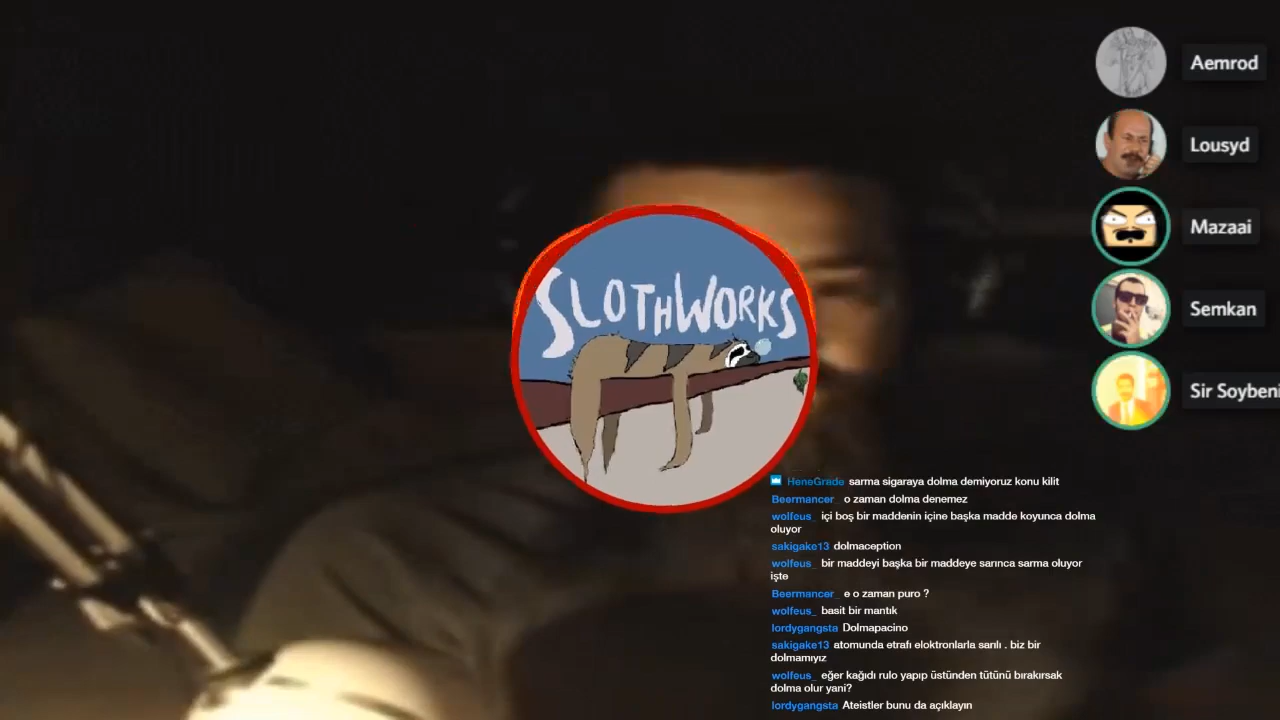 Aemrod
Lousyd
Mazaai
Semkan
Sir Soybeni
SLOTHWORKS
HeneGrade sarma sigaraya dolma demiyoruz konu kilit
Beermancer_ o zaman dolma denemez
wolfeus_ içi boş bir maddenin içine başka madde koyunca dolma
oluyor
sakigake13 dolmaception
wolfeus_ bir maddeyi başka bir maddeye sarınca sarma oluyor
işte
Beermancer_ e o zaman puro ?
wolfeus_ basit bir mantık
lordygangsta Dolmapacino
sakigake13 atomunda etrafı eloktronlarla sarılı . biz bir
dolmamıyız
wolfeus_ eğer kağıdı rulo yapıp üstünden tütünü bırakırsak
dolma olur yani?
lordygangsta Ateistler bunu da açıklayın